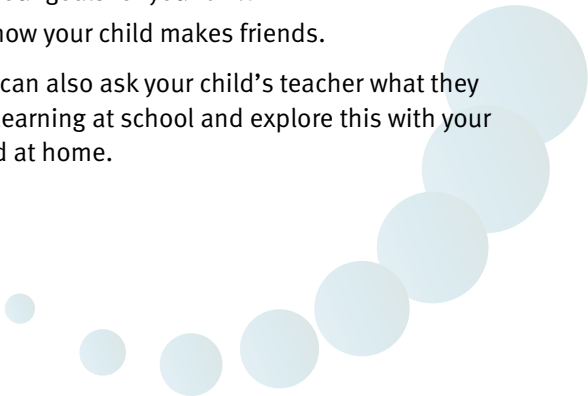 how your child makes friends.
can also ask your child’s teacher what they
earning at school and explore this with your
at home.